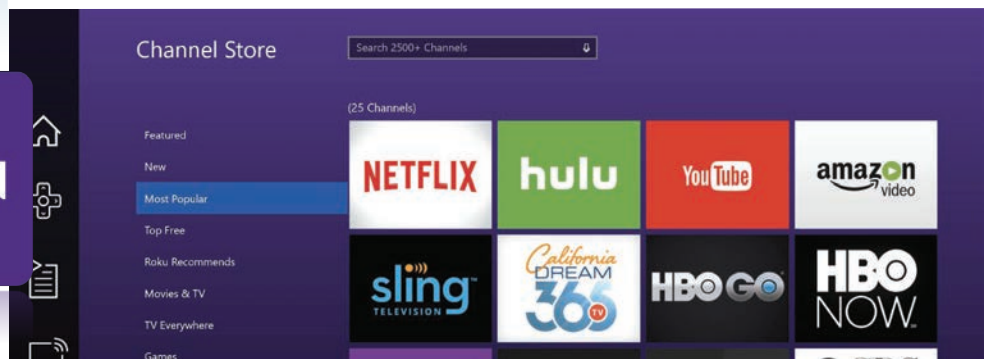 Channel Store
Search 2500+ Channels
(25 Channels)
Featured
New
Most Popular
Top Free
Roku Recommends
Movies & TV
TV Everywhere
Games
NETFLIX
hulu
YouTube
amazon
video
sling
TELEVISION
California
DREAM
365
TV
HBO GO
HBO
NOW.